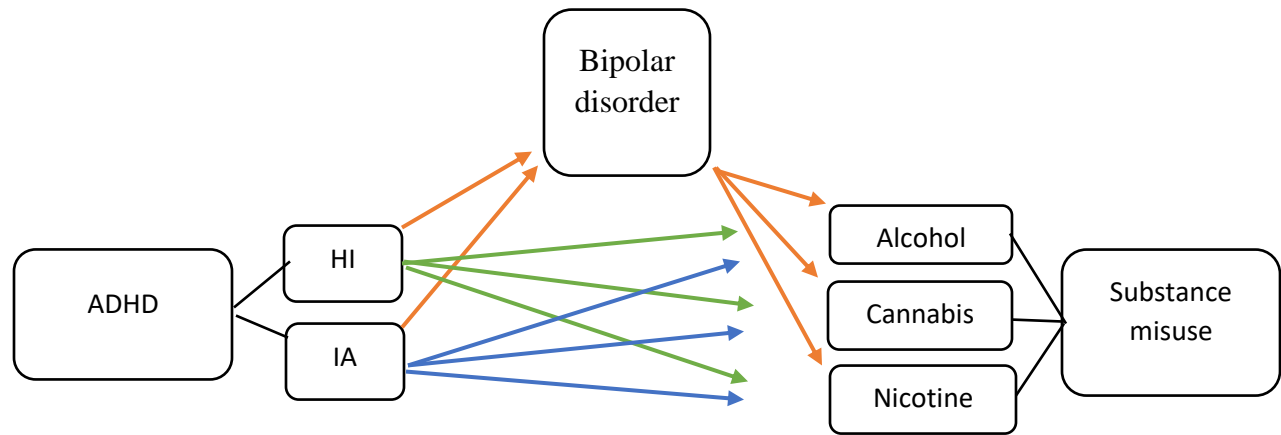 Bipolar
disorder
ADHD
HI
IA
Alcohol
Cannabis
Nicotine
Substance
misuse